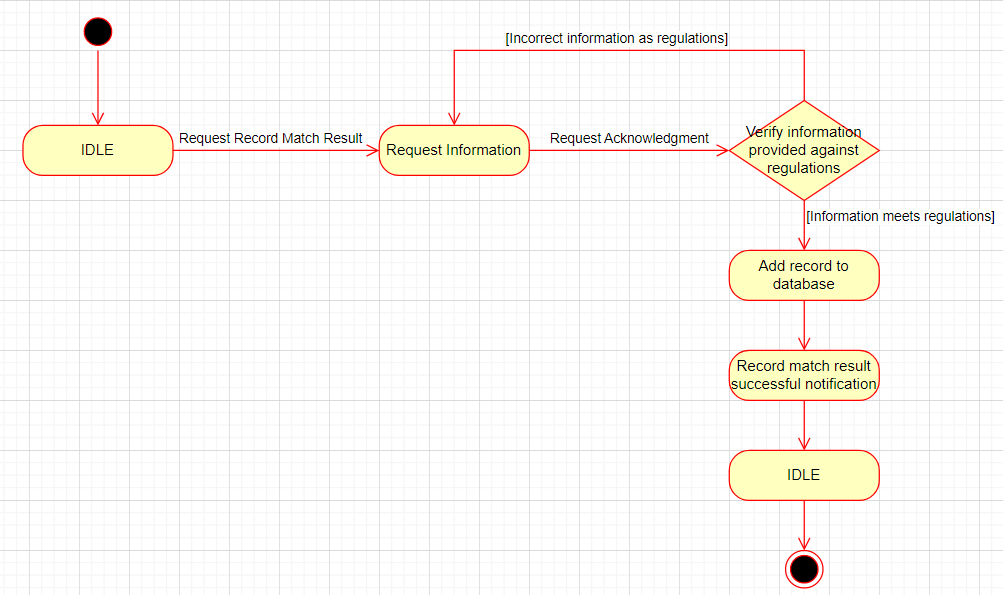 [Incorrect information as regulations]
IDLE
Request Record Match Result
Request Information
Request Acknowledgment
Verify information
provided against
regulations
[Information meets regulations]
Add record to
database
Record match result
successful notification
IDLE